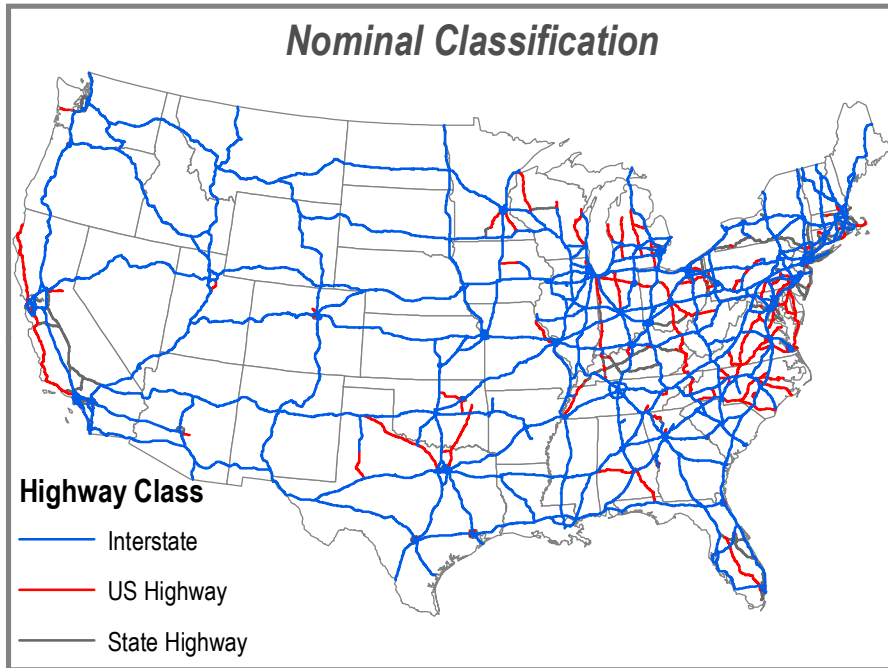 Nominal Classification
Highway Class
Interstate
US Highway
State Highway